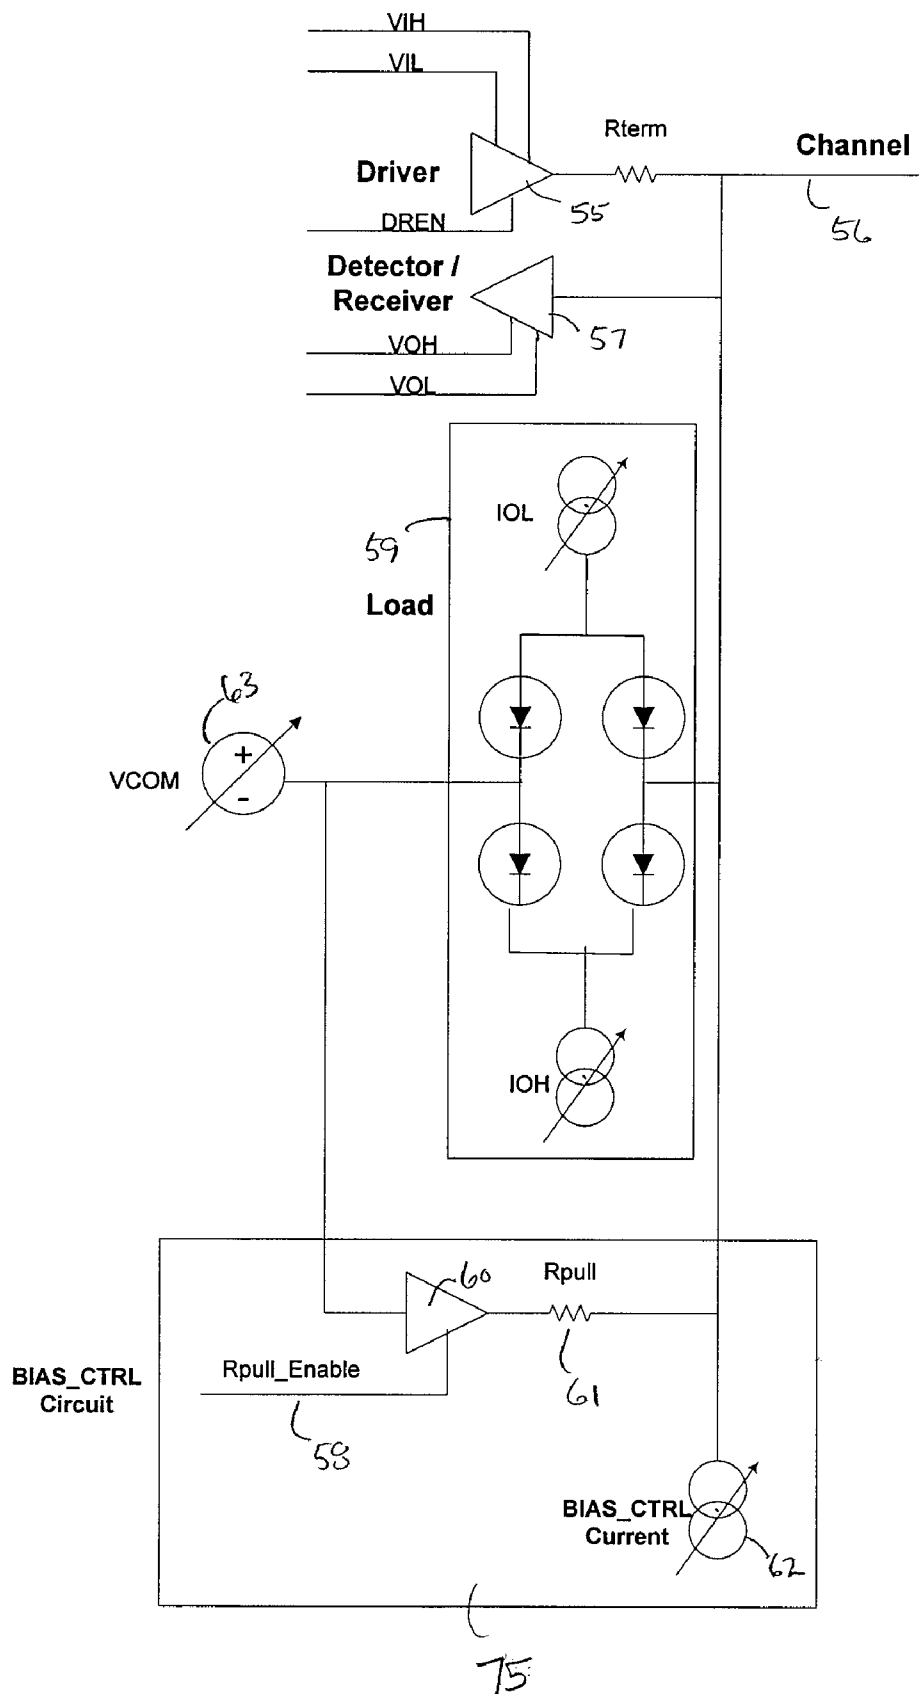 VIH
VIL
Rterm
Channel
Driver
55
56
DREN
Detector /
Receiver
57
VOH
VOL
IOL
59
Load
63
+
VCOM
-
IOH
60
Rpull
Rpull_Enable
BIAS_CTRL
Circuit
61
58
BIAS_CTRL
Current
62
75